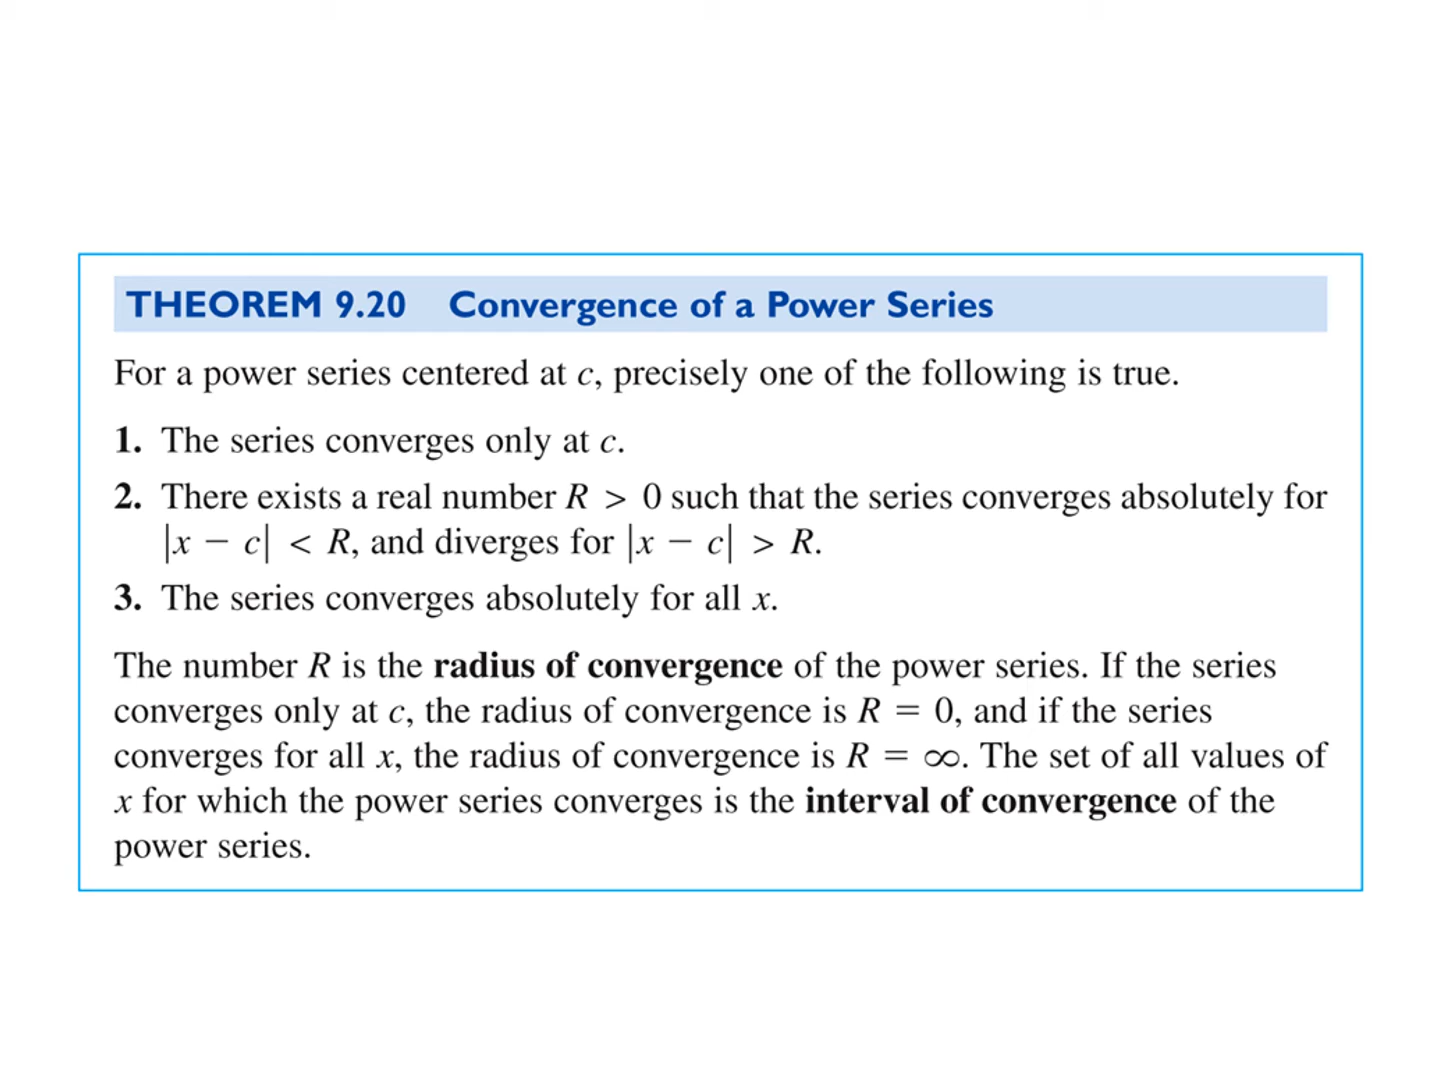 THEOREM 9.20 Convergence of a Power Series
For a power series centered at c, precisely one of the following is true.
1. The series converges only at c.
2. There exists a real number R > 0 such that the series converges absolutely for
|x − c| < R, and diverges for |x − c| > R.
3. The series converges absolutely for all x.
The number R is the radius of convergence of the power series. If the series
converges only at c, the radius of convergence is R = 0, and if the series
converges for all x, the radius of convergence is R = ∞. The set of all values of
x for which the power series converges is the interval of convergence of the
power series.